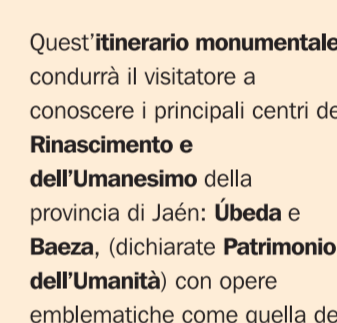 Quest'itinerario monumentale
condurrà il visitatore a
conoscere i principali centri de
Rinascimento e
dell'Umanesimo della
provincia di Jaén: Úbeda e
Baeza, (dichiarate Patrimonio
dell'Umanità) con opere
emblematiche come quella de